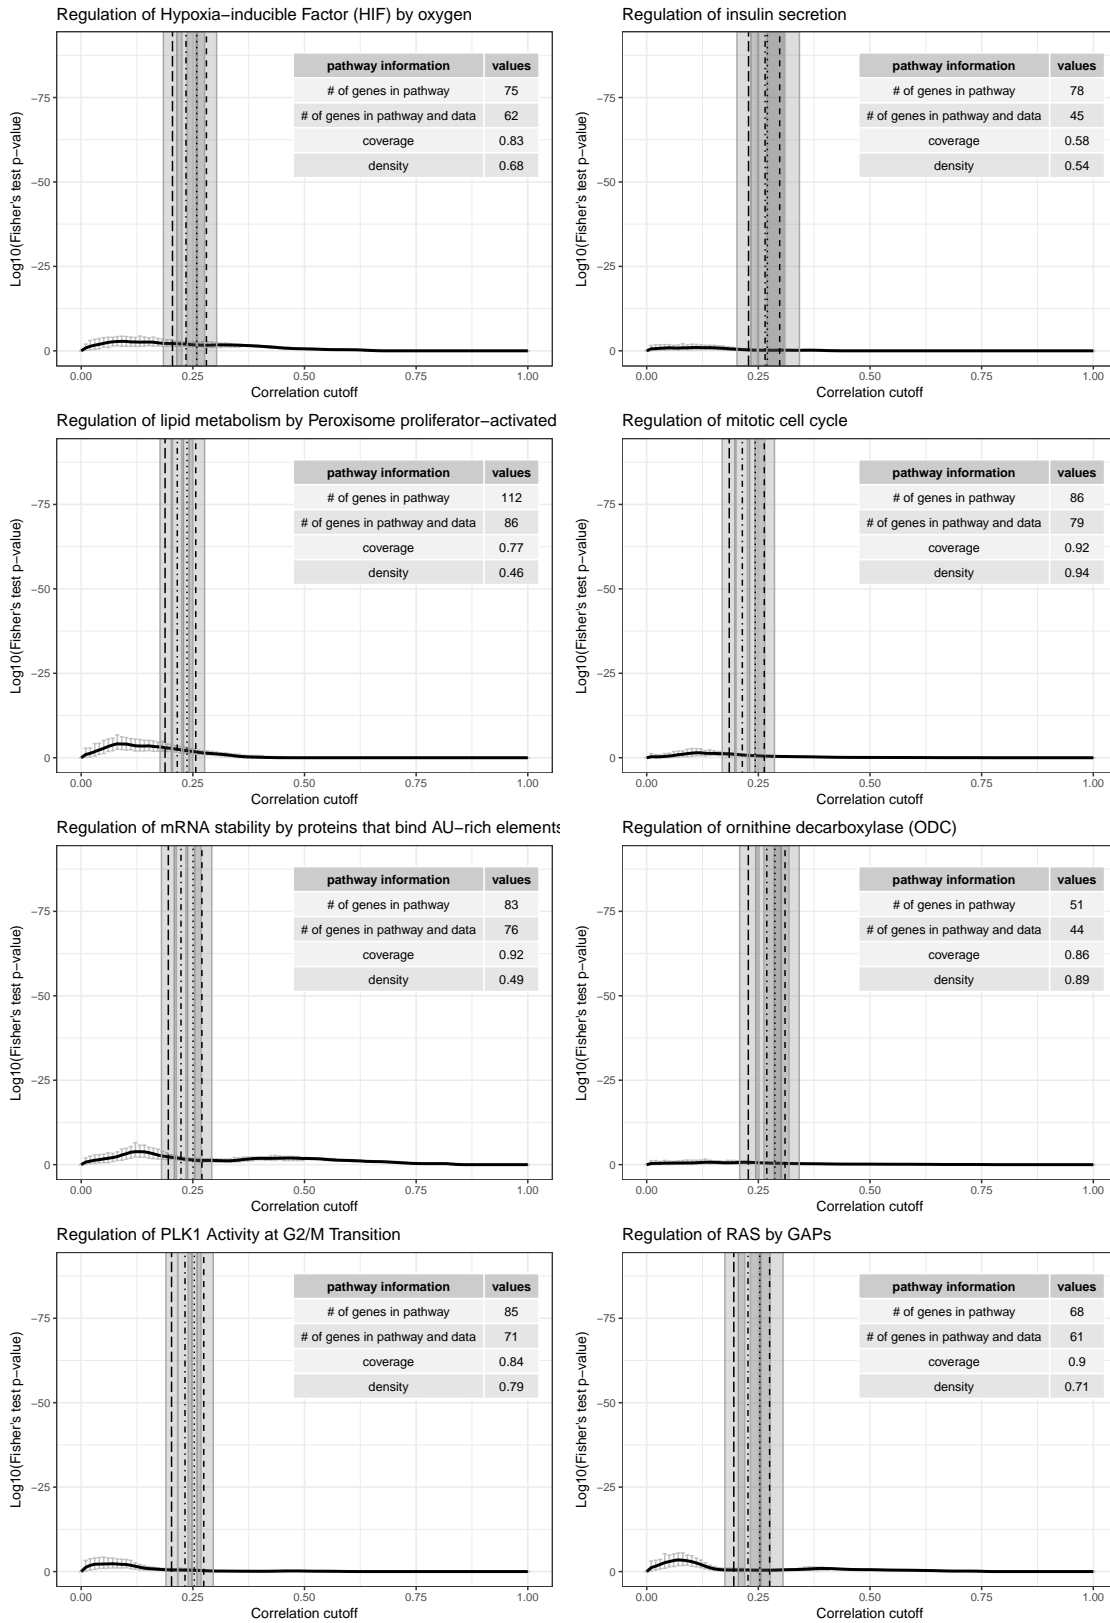 Regulation of Hypoxia−inducible Factor (HIF) by oxygen
Log10(Fisher's test p−value)
−75
−50
−25
0
pathway information values
# of genes in pathway 75
# of genes in pathway and data 62
coverage 0.83
density 0.68
0.00 0.25 0.50 0.75 1.00
Correlation cutoff
Regulation of insulin secretion
Log10(Fisher's test p−value)
−75
−50
−25
0
pathway information values
# of genes in pathway 78
# of genes in pathway and data 45
coverage 0.58
density 0.54
0.00 0.25 0.50 0.75 1.00
Correlation cutoff
Regulation of lipid metabolism by Peroxisome proliferator−activated
Log10(Fisher's test p−value)
−75
−50
−25
0
pathway information values
# of genes in pathway 112
# of genes in pathway and data 86
coverage 0.77
density 0.46
0.00 0.25 0.50 0.75 1.00
Correlation cutoff
Regulation of mitotic cell cycle
Log10(Fisher's test p−value)
−75
−50
−25
0
pathway information values
# of genes in pathway 86
# of genes in pathway and data 79
coverage 0.92
density 0.94
0.00 0.25 0.50 0.75 1.00
Correlation cutoff
Regulation of mRNA stability by proteins that bind AU−rich elements
Log10(Fisher's test p−value)
−75
−50
−25
0
pathway information values
# of genes in pathway 83
# of genes in pathway and data 76
coverage 0.92
density 0.49
0.00 0.25 0.50 0.75 1.00
Correlation cutoff
Regulation of ornithine decarboxylase (ODC)
Log10(Fisher's test p−value)
−75
−50
−25
0
pathway information values
# of genes in pathway 51
# of genes in pathway and data 44
coverage 0.86
density 0.89
0.00 0.25 0.50 0.75 1.00
Correlation cutoff
Regulation of PLK1 Activity at G2/M Transition
Log10(Fisher's test p−value)
−75
−50
−25
0
pathway information values
# of genes in pathway 85
# of genes in pathway and data 71
coverage 0.84
density 0.79
0.00 0.25 0.50 0.75 1.00
Correlation cutoff
Regulation of RAS by GAPs
Log10(Fisher's test p−value)
−75
−50
−25
0
pathway information values
# of genes in pathway 68
# of genes in pathway and data 61
coverage 0.9
density 0.71
0.00 0.25 0.50 0.75 1.00
Correlation cutoff